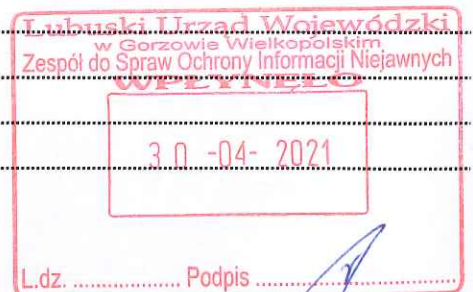 Lubuski Urząd Wojewódzki
w Gorzowie Wielkopolskim
Zespół do Spraw Ochrony Informacji Niejawnych
WPŁYNĘŁO
30 -04- 2021
L.dz. .................. Podpis ........................